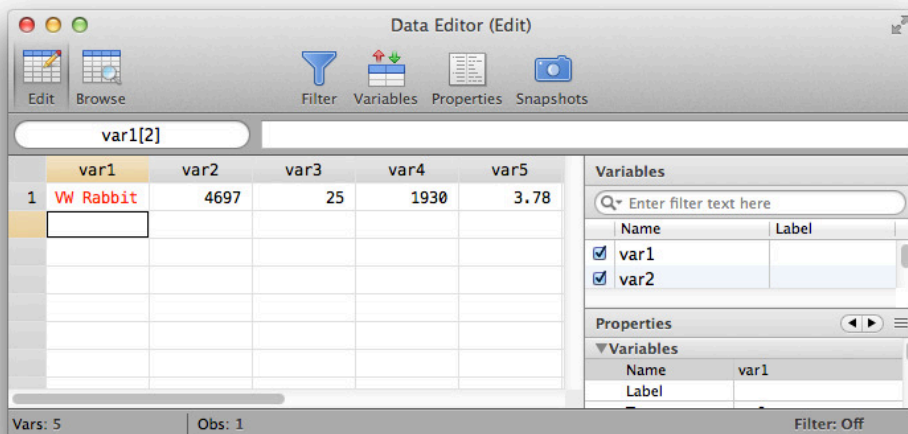 Data Editor (Edit)
Edit Browse Filter Variables Properties Snapshots
var1[2]
var1 var2 var3 var4 var5
1 VW Rabbit 4697 25 1930 3.78
Variables
Enter filter text here
Name Label
var1
var2
Properties
Variables
Name var1
Label
Vars: 5 Obs: 1 Filter: Off